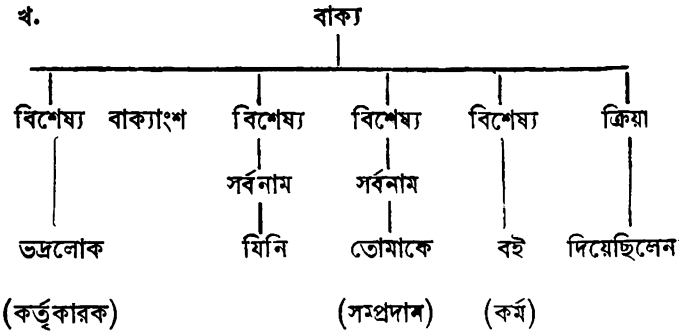 খ. বাক্য
বিশেষ্য বাক্যাংশ বিশেষ্য বিশেষ্য বিশেষ্য ক্রিয়া
সর্বনাম সর্বনাম
ভদ্রলোক যিনি তোমাকে বই দিয়েছিলেন
(কর্তৃকারক) (সম্প্রদান) (কর্ম)